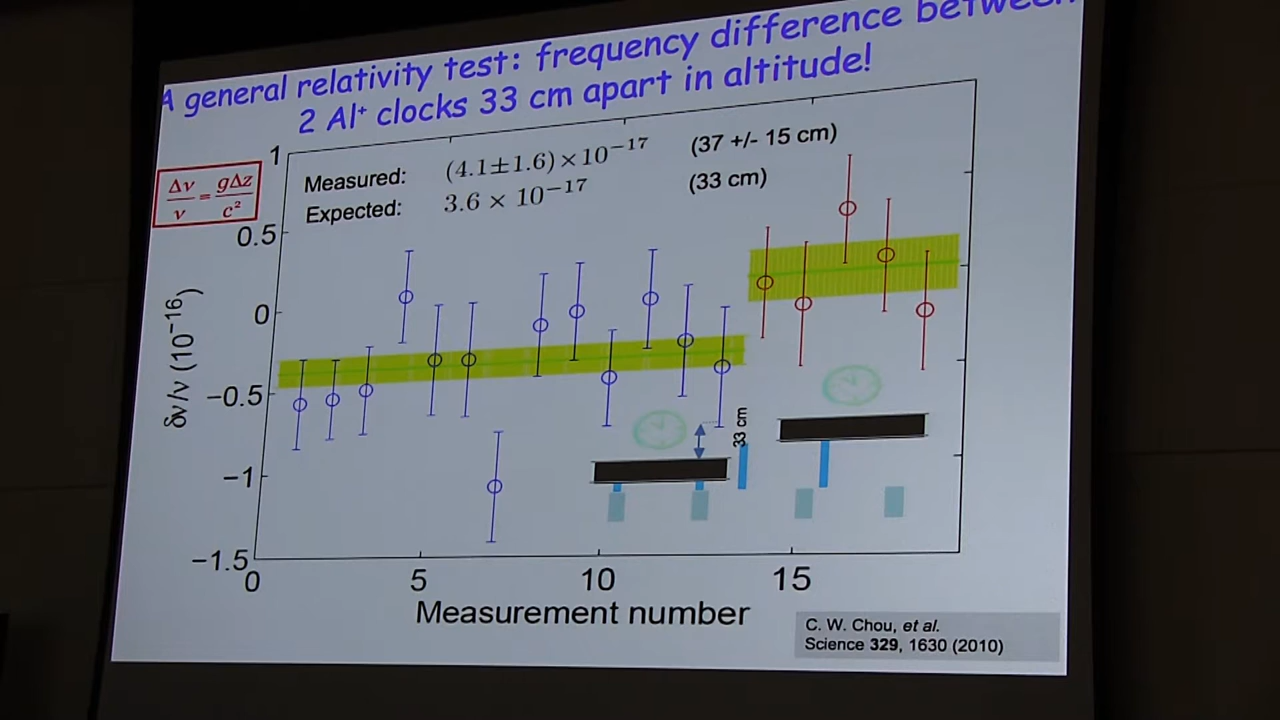 A general relativity test: frequency difference between
2 Al⁺ clocks 33 cm apart in altitude!
Δν/ν = gΔz/c²
Measured: (4.1±1.6)×10⁻¹⁷ (37 +/- 15 cm)
Expected: 3.6 × 10⁻¹⁷ (33 cm)
1
0.5
0
−0.5
−1
−1.5
δν/ν (10⁻¹⁶)
33 cm
0 5 10 15
Measurement number
C. W. Chou, et al.
Science 329, 1630 (2010)